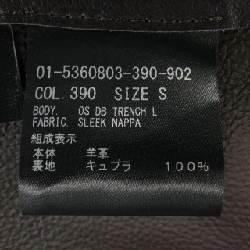 01-5360803-390-902
COL. 390 SIZE S
BODY. OS DB TRENCH L
FABRIC. SLEEK NAPPA
組成表示
本体 羊革
裏地 キュプラ 100%